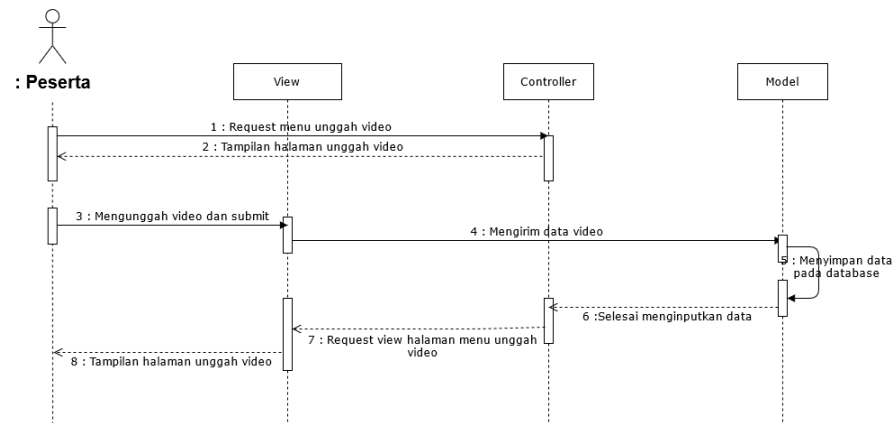 : Peserta
View
Controller
Model
1 : Request menu unggah video
2 : Tampilan halaman unggah video
3 : Mengunggah video dan submit
4 : Mengirim data video
5 : Menyimpan data
pada database
6 :Selesai menginputkan data
7 : Request view halaman menu unggah
video
8 : Tampilan halaman unggah video